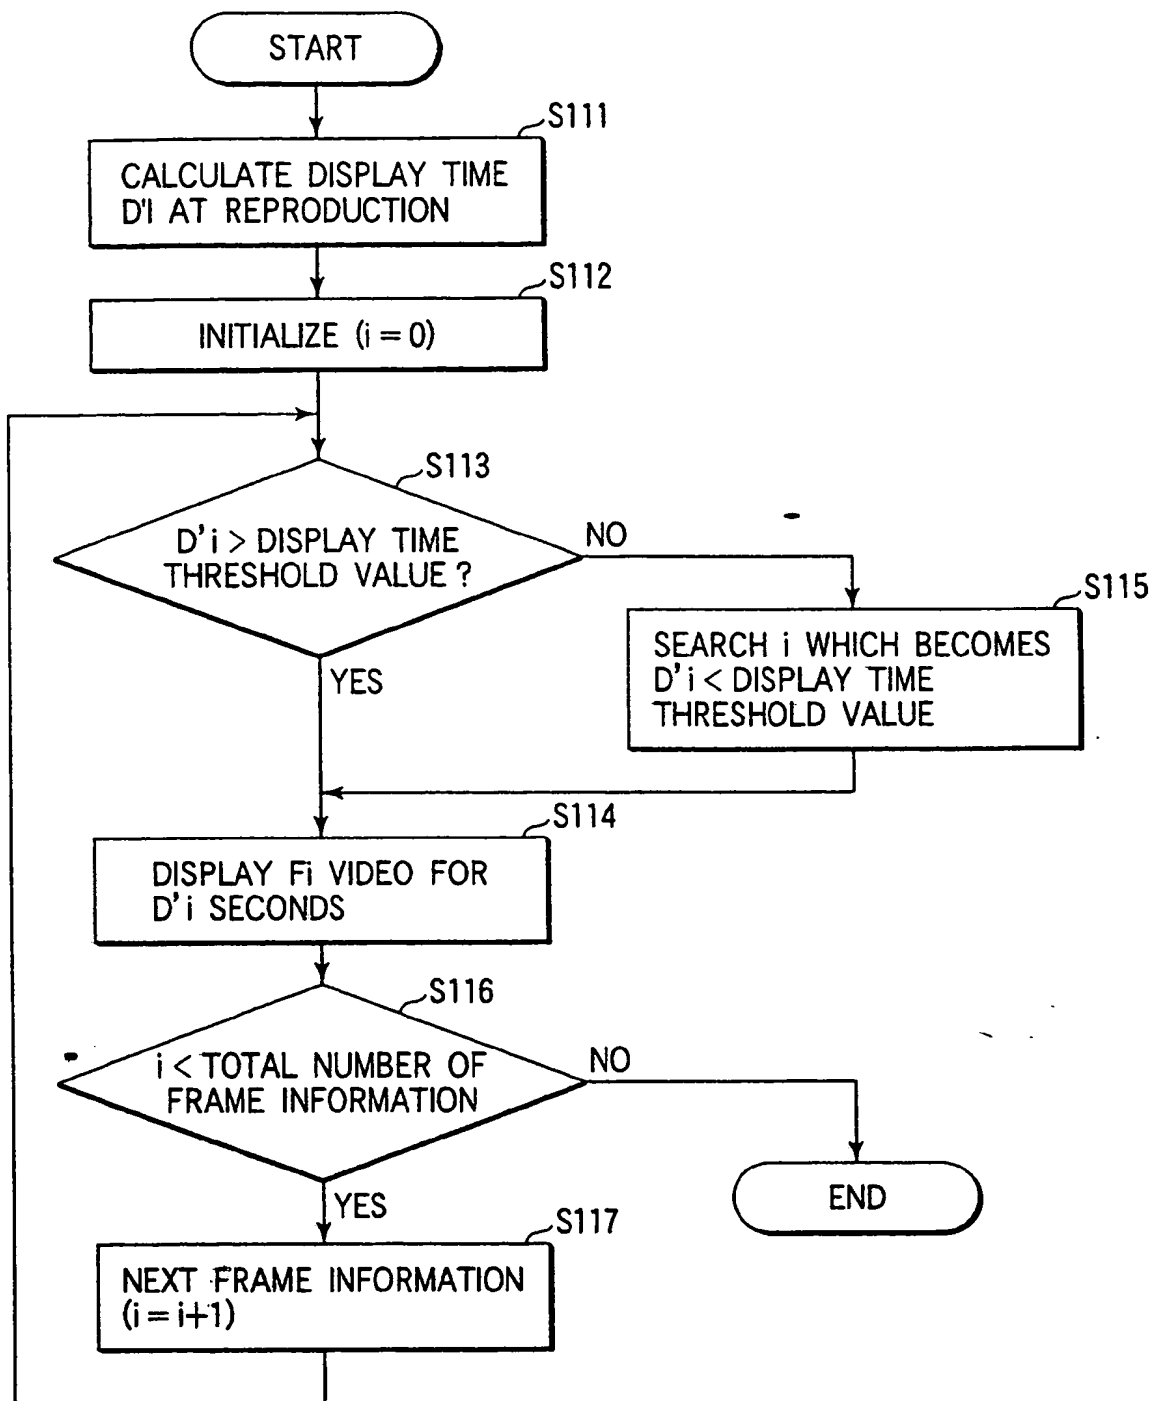 START
S111
CALCULATE DISPLAY TIME
D'I AT REPRODUCTION
S112
INITIALIZE (i = 0)
S113
D'i > DISPLAY TIME
THRESHOLD VALUE ?
NO
YES
S115
SEARCH i WHICH BECOMES
D'i < DISPLAY TIME
THRESHOLD VALUE
S114
DISPLAY Fi VIDEO FOR
D'i SECONDS
S116
i < TOTAL NUMBER OF
FRAME INFORMATION
NO
END
YES
S117
NEXT FRAME INFORMATION
(i = i+1)